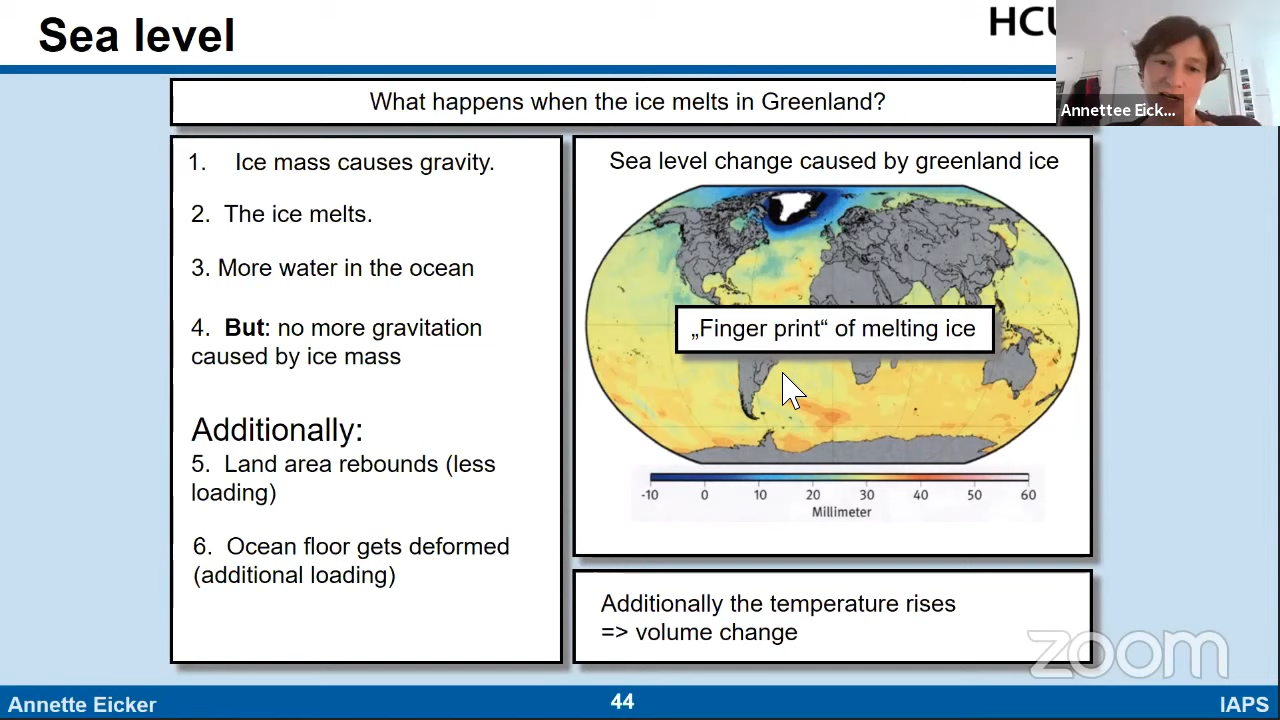 Sea level
HCU
Annettee Eick...
What happens when the ice melts in Greenland?
1. Ice mass causes gravity.
2. The ice melts.
3. More water in the ocean
4. But: no more gravitation
caused by ice mass
Additionally:
5. Land area rebounds (less
loading)
6. Ocean floor gets deformed
(additional loading)
Sea level change caused by greenland ice
„Finger print“ of melting ice
-10 0 10 20 30 40 50 60
Millimeter
Additionally the temperature rises
=> volume change
zoom
Annette Eicker
44
IAPS